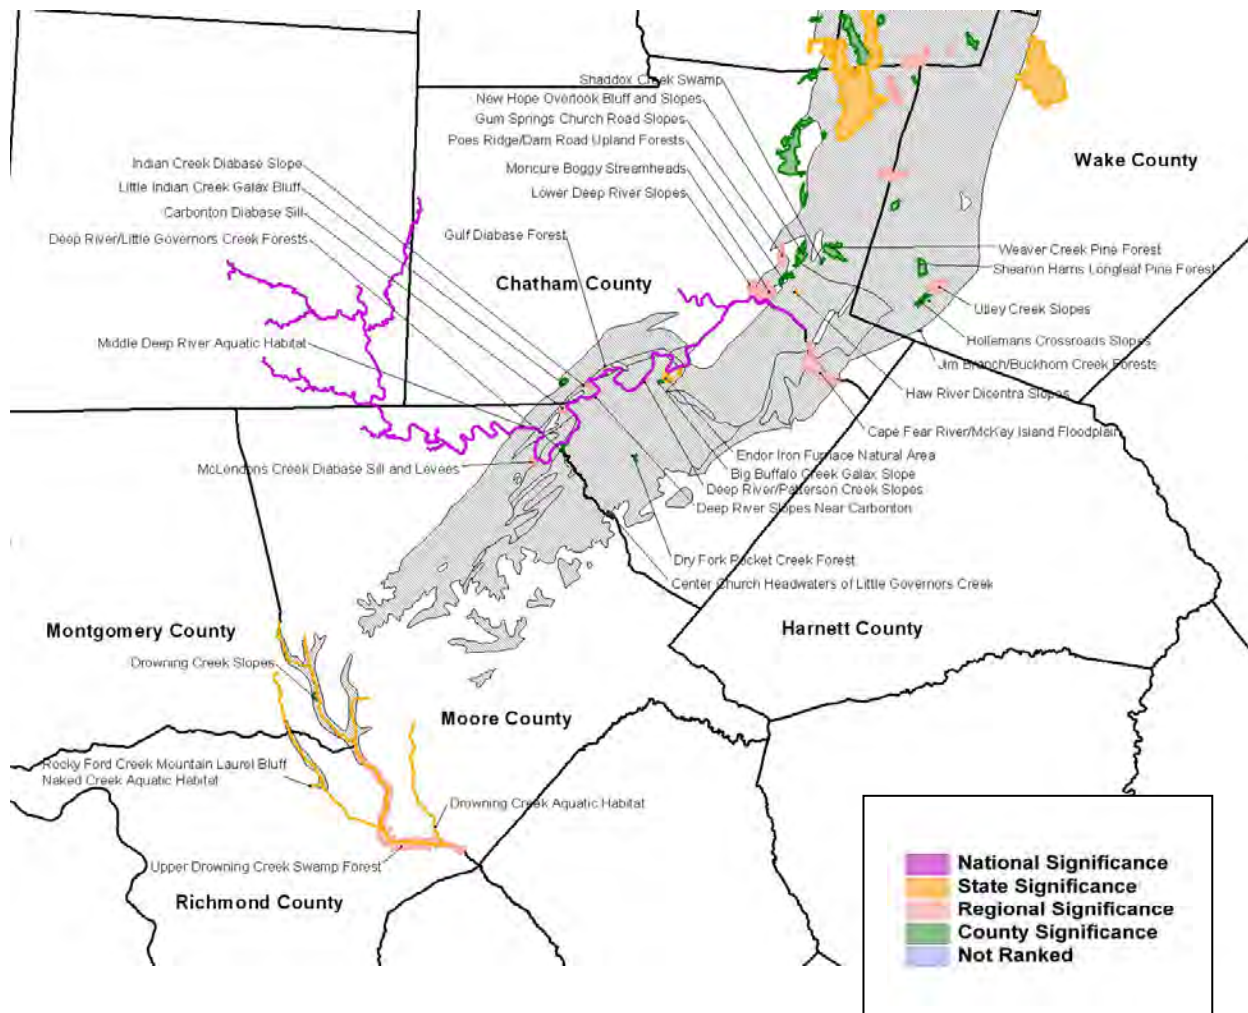 Shaddox Creek Swamp
New Hope Overlook Bluff and Slopes
Gum Springs Church Road Slopes
Poes Ridge/Dam Road Upland Forests
Moncure Boggy Streamheads
Lower Deep River Slopes
Wake County
Indian Creek Diabase Slope
Little Indian Creek Galax Bluff
Carbonton Diabase Sill
Deep River/Little Governors Creek Forests
Gulf Diabase Forest
Chatham County
Weaver Creek Pine Forest
Shearon Harris Longleaf Pine Forest
Utley Creek Slopes
Hollemans Crossroads Slopes
Jim Branch/Buckhorn Creek Forests
Haw River Dicentra Slopes
Middle Deep River Aquatic Habitat
Cape Fear River/McKay Island Floodplain
McLendons Creek Diabase Sill and Levees
Endor Iron Furnace Natural Area
Big Buffalo Creek Galax Slope
Deep River/Patterson Creek Slopes
Deep River Slopes Near Carbonton
Dry Fork Pocket Creek Forest
Center Church Headwaters of Little Governors Creek
Montgomery County
Harnett County
Drowning Creek Slopes
Moore County
Rocky Ford Creek Mountain Laurel Bluff
Naked Creek Aquatic Habitat
Drowning Creek Aquatic Habitat
Upper Drowning Creek Swamp Forest
Richmond County
National Significance
State Significance
Regional Significance
County Significance
Not Ranked